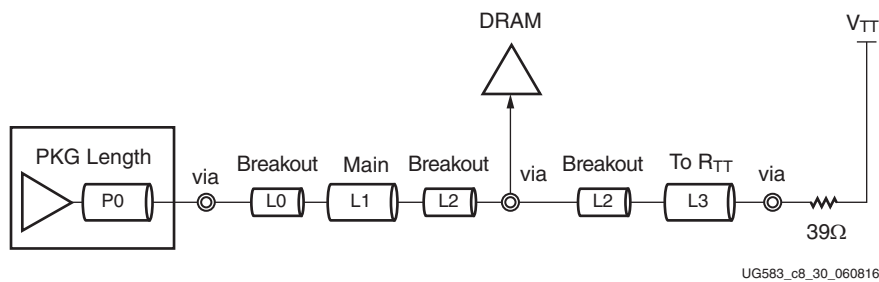 DRAM
VTT
PKG Length
P0
via
Breakout
L0
Main
L1
Breakout
L2
via
Breakout
L2
To RTT
L3
via
39Ω
UG583_c8_30_060816